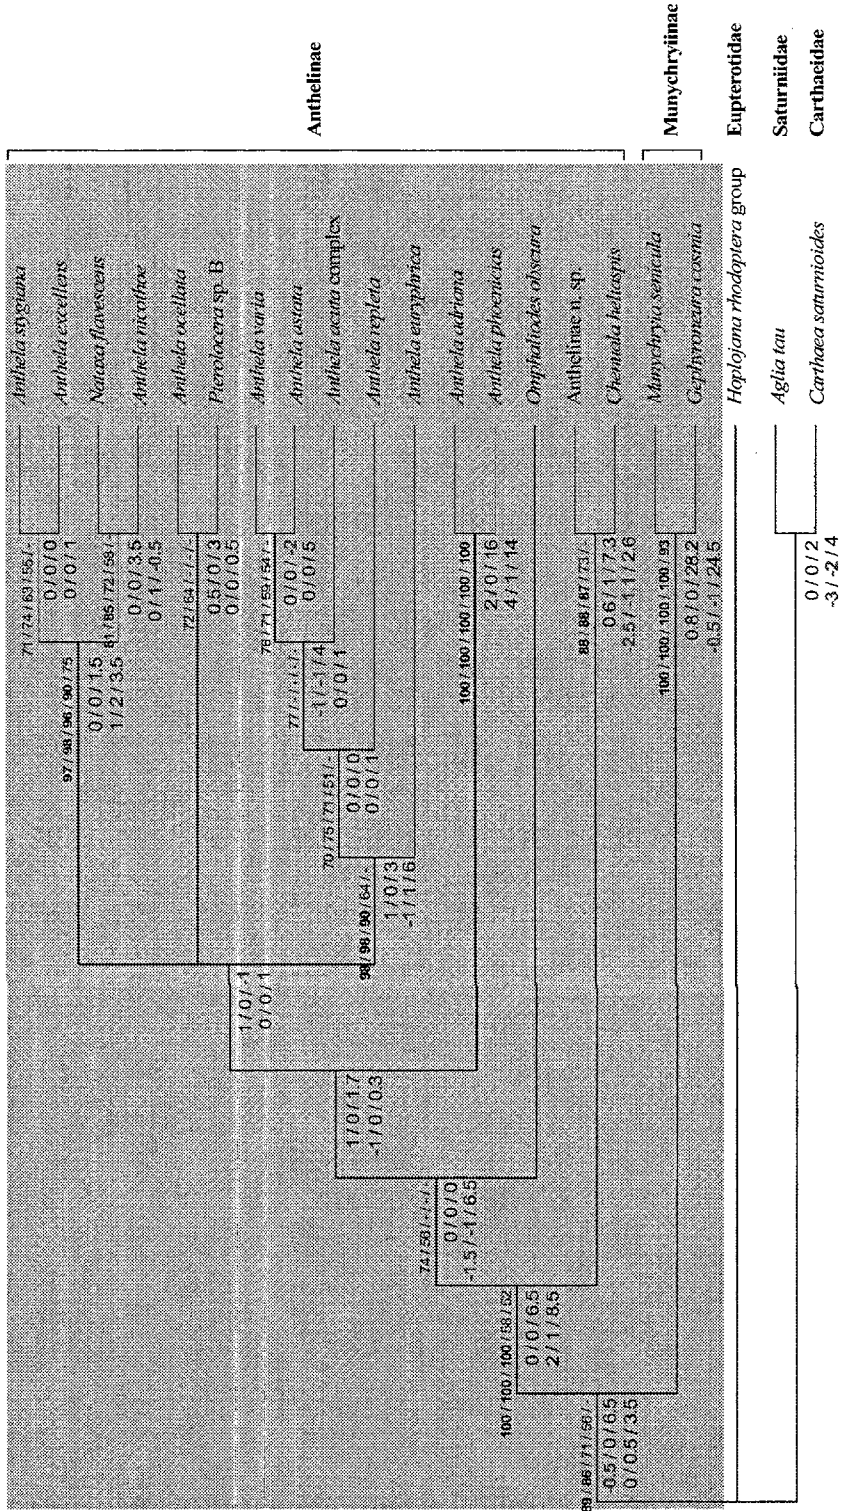 Anthelinae
Munychryiinae
Eupterotidae
Saturniidae
Carthaeidae
Anthela stygiana
Anthela excellens
Nataxa flavescens
Anthela nicothoe
Anthela ocellata
Pterolocera sp. B
Anthela varia
Anthela astata
Anthela acuta complex
Anthela repleta
Anthela euryphrica
Anthela adriana
Anthela phoenicias
Omphaliodes obscura
Anthelinae n. sp.
Chenuala heliaspis
Munychryia senicula
Gephyroneura cosmia
Hoplojana rhodoptera group
Aglia tau
Carthaea saturnioides
71 / 74 / 63 / 55 / -
0 / 0 / 0
0 / 0 / 1
97 / 98 / 96 / 90 / 75
0 / 0 / 1.5
1 / 2 / 3.5
81 / 85 / 72 / 58 / -
0 / 0 / 3.5
0 / 1 / -0.5
72 / 64 / - / - / -
0.5 / 0 / 3
0 / 0 / 0.5
/ 71 / 59 / 54 / -
0 / 0 / -2
0 / 0 / 5
77 / - / - / - / -
-1 / -1 / 4
0 / 0 / 1
70 / 75 / 71 / 51 / -
0 / 0 / 0
0 / 0 / 1
98 / 98 / 90 / 64 / -
1 / 0 / 3
-1 / 1 / 6
1 / 0 / -1
0 / 0 / 1
100 / 100 / 100 / 100 / 100
2 / 0 / 16
4 / 1 / 14
1 / 0 / 1.7
-1 / 0 / 0.3
74 / 56 / - / - / -
0 / 0 / 0
-1.5 / -1 / 6.5
88 / 88 / 87 / 73 / -
0.6 / 1 / 7.3
2.5 / -1.1 / 2.6
100 / 100 / 100 / 88 / 52
0 / 0 / 6.5
2 / 1 / 8.5
100 / 100 / 100 / 100 / 93
0.8 / 0 / 28.2
-0.5 / -1 / 24.5
/ 86 / 71 / 56 / -
-0.5 / 0 / 6.5
0 / 0.5 / 3.5
0 / 0 / 2
-3 / -2 / 4